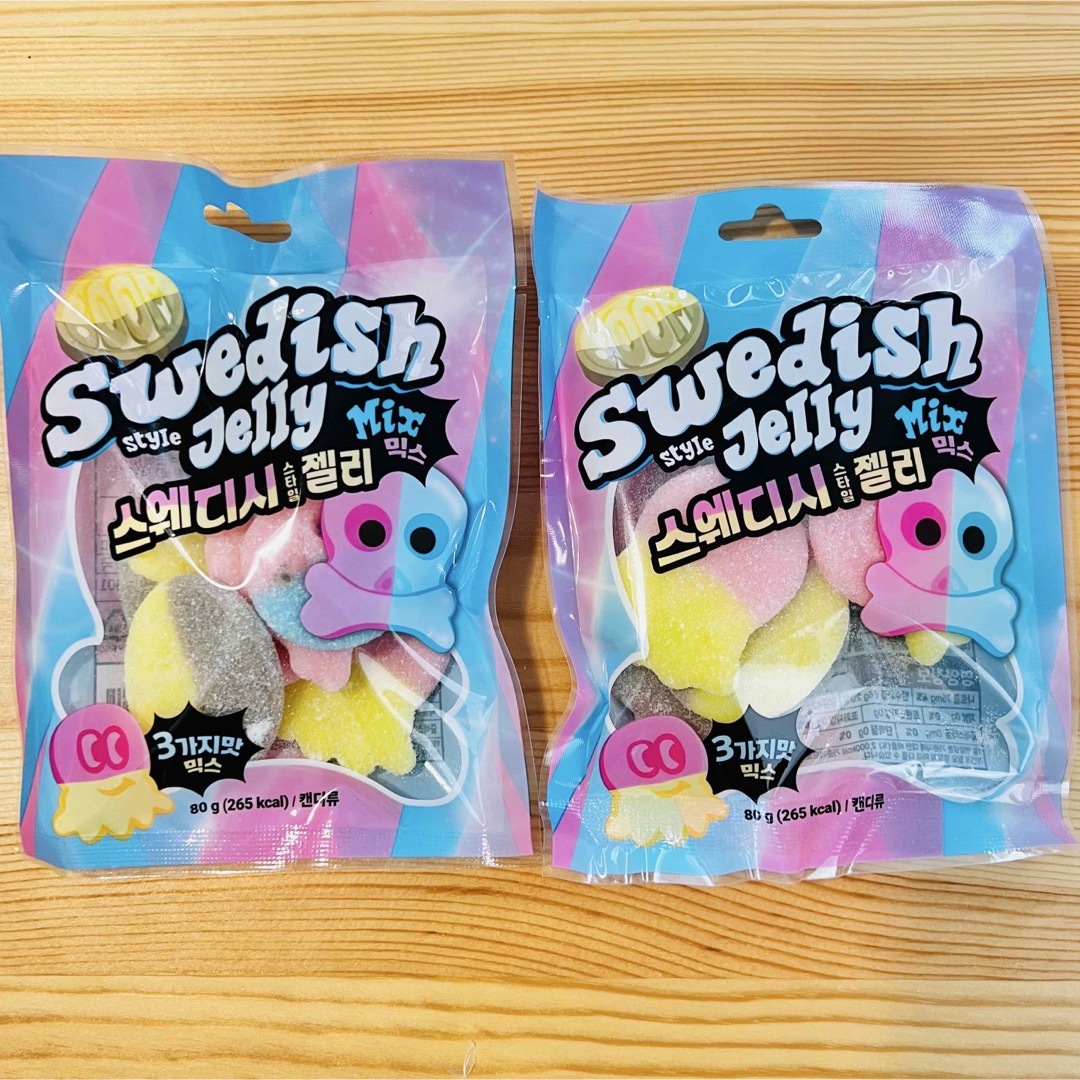 Swedish
Style Jelly Mix
스웨디시 스타일 젤리 믹스
3가지맛
믹스
80 g (265 kcal) / 캔디류
Swedish
Style Jelly Mix
스웨디시 스타일 젤리 믹스
3가지맛
믹스
80 g (265 kcal) / 캔디류